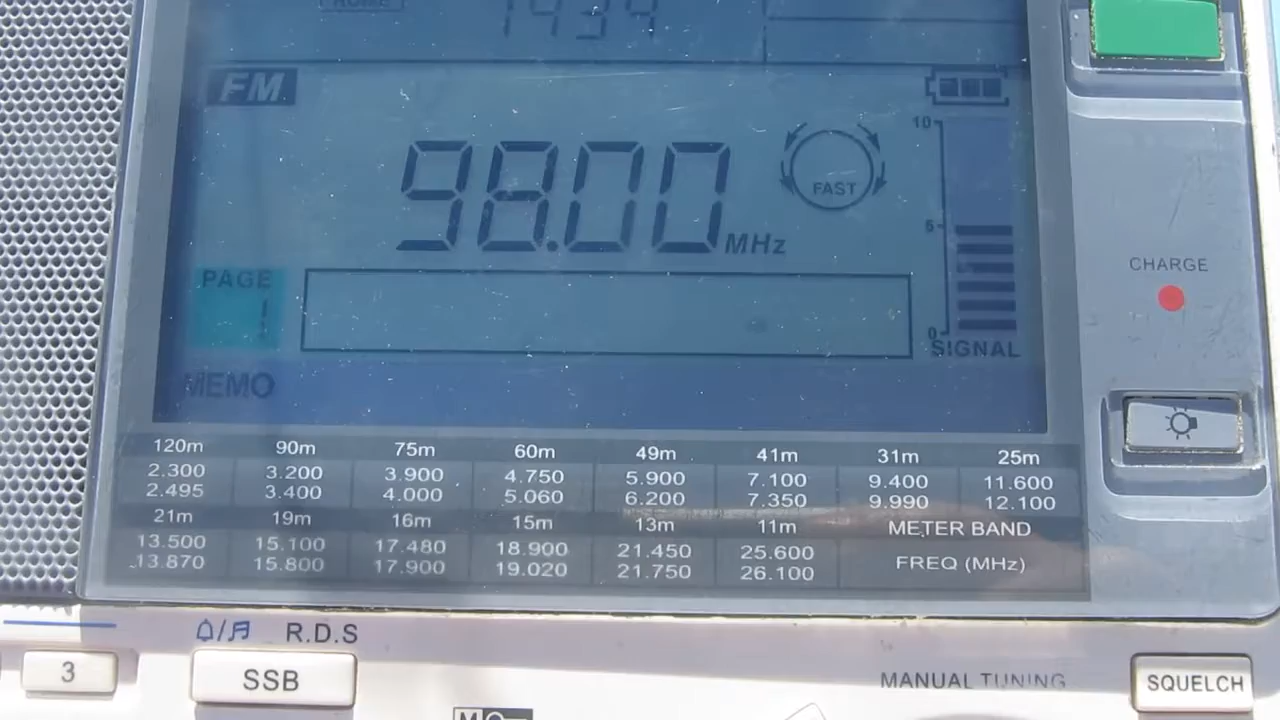 HOME
1939
FM
98.00 MHz
FAST
10
5
0
SIGNAL
PAGE
1
MEMO
CHARGE
120m 90m 75m 60m 49m 41m 31m 25m
2.300 3.200 3.900 4.750 5.900 7.100 9.400 11.600
2.495 3.400 4.000 5.060 6.200 7.350 9.990 12.100
21m 19m 16m 15m 13m 11m METER BAND
13.500 15.100 17.480 18.900 21.450 25.600 FREQ (MHz)
13.870 15.800 17.900 19.020 21.750 26.100
R.D.S
3
SSB
MANUAL TUNING
SQUELCH